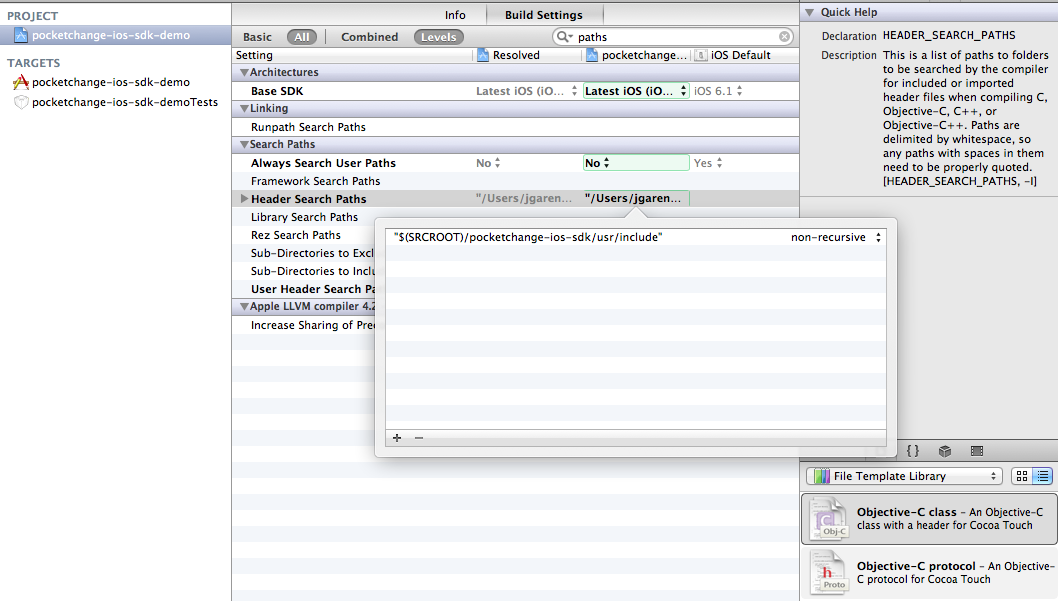 PROJECT
pocketchange-ios-sdk-demo
TARGETS
pocketchange-ios-sdk-demo
pocketchange-ios-sdk-demoTests
Info Build Settings
Basic All Combined Levels paths
Setting Resolved pocketchange... iOS Default
Architectures
Base SDK Latest iOS (iO... Latest iOS (iO... iOS 6.1
Linking
Runpath Search Paths
Search Paths
Always Search User Paths No No Yes
Framework Search Paths
Header Search Paths "/Users/jgaren... "/Users/jgaren...
Library Search Paths
Rez Search Paths
Sub-Directories to Excl
Sub-Directories to Inclu
User Header Search Pa
Apple LLVM compiler 4.2
Increase Sharing of Prec
"$(SRCROOT)/pocketchange-ios-sdk/usr/include" non-recursive
+ −
Quick Help
Declaration HEADER_SEARCH_PATHS
Description This is a list of paths to folders
to be searched by the compiler
for included or imported
header files when compiling C,
Objective-C, C++, or
Objective-C++. Paths are
delimited by whitespace, so
any paths with spaces in them
need to be properly quoted.
[HEADER_SEARCH_PATHS, -I]
{ }
File Template Library
Obj-C
Objective-C class – An Objective-C
class with a header for Cocoa Touch
h
Proto
Objective-C protocol – An Objective-
C protocol for Cocoa Touch